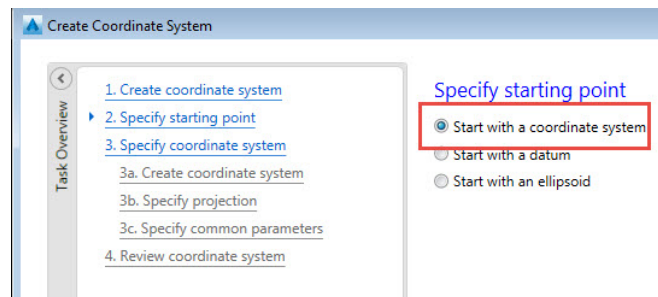 Create Coordinate System
Task Overview
1. Create coordinate system
2. Specify starting point
3. Specify coordinate system
3a. Create coordinate system
3b. Specify projection
3c. Specify common parameters
4. Review coordinate system
Specify starting point
Start with a coordinate system
Start with a datum
Start with an ellipsoid